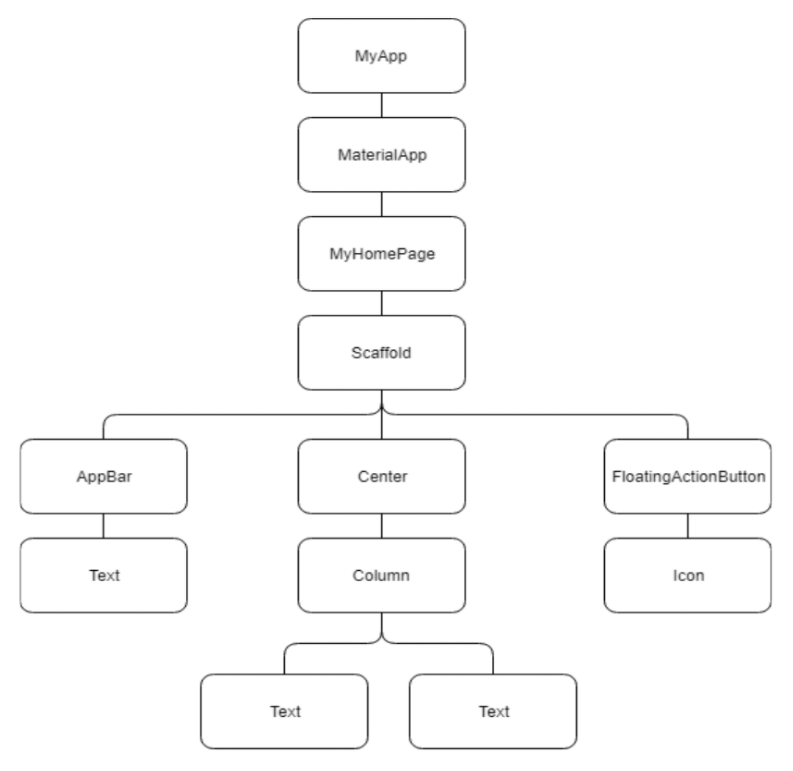 MyApp
MaterialApp
MyHomePage
Scaffold
AppBar
Center
FloatingActionButton
Text
Column
Icon
Text
Text